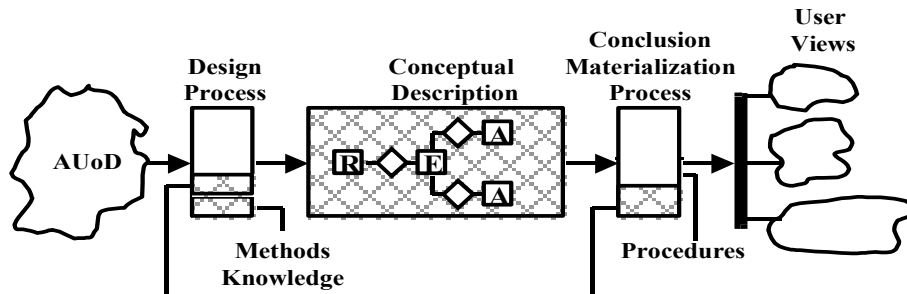 User
Views
Conclusion
Materialization
Process
Design
Process
Conceptual
Description
AUoD
R
E
A
A
Methods
Knowledge
Procedures